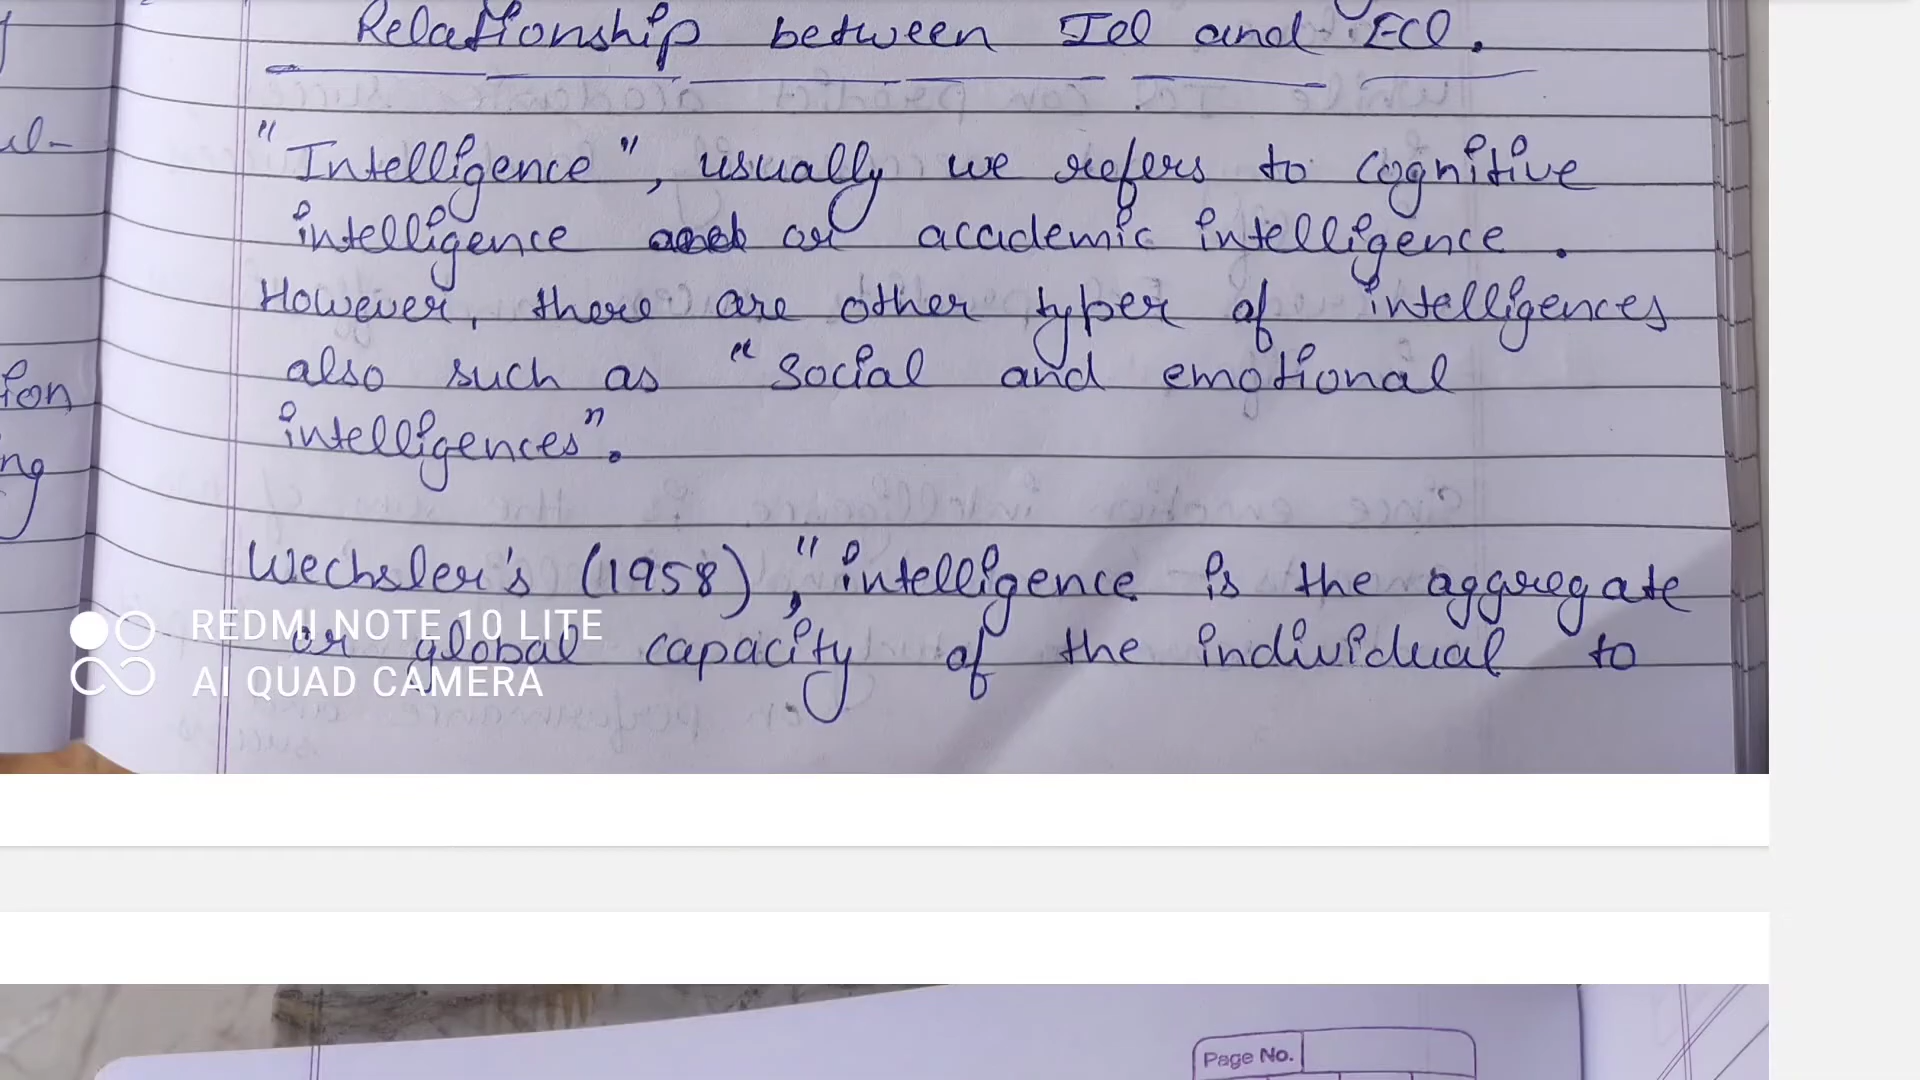 Relationship between IQ and EQ.
"Intelligence", usually we refers to cognitive
intelligence or academic intelligence.
However, there are other types of intelligences
also such as "Social and emotional
intelligences".
Wechsler's (1958), "intelligence is the aggregate
or global capacity of the individual to
REDMI NOTE 10 LITE
AI QUAD CAMERA
Page No.